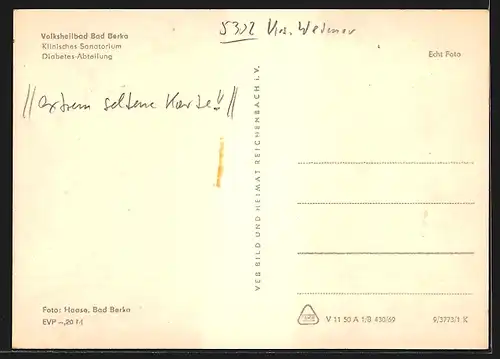 5302 Krs. Weimar
Volksheilbad Bad Berka
Klinisches Sanatorium
Diabetes-Abteilung
Echt Foto
//extrem seltene Karte!!//
VEB BILD UND HEIMAT REICHENBACH i. V.
Foto: Haase, Bad Berka
EVP -,20
V 11 50 A 1/B 430/69
9/3773/1 K